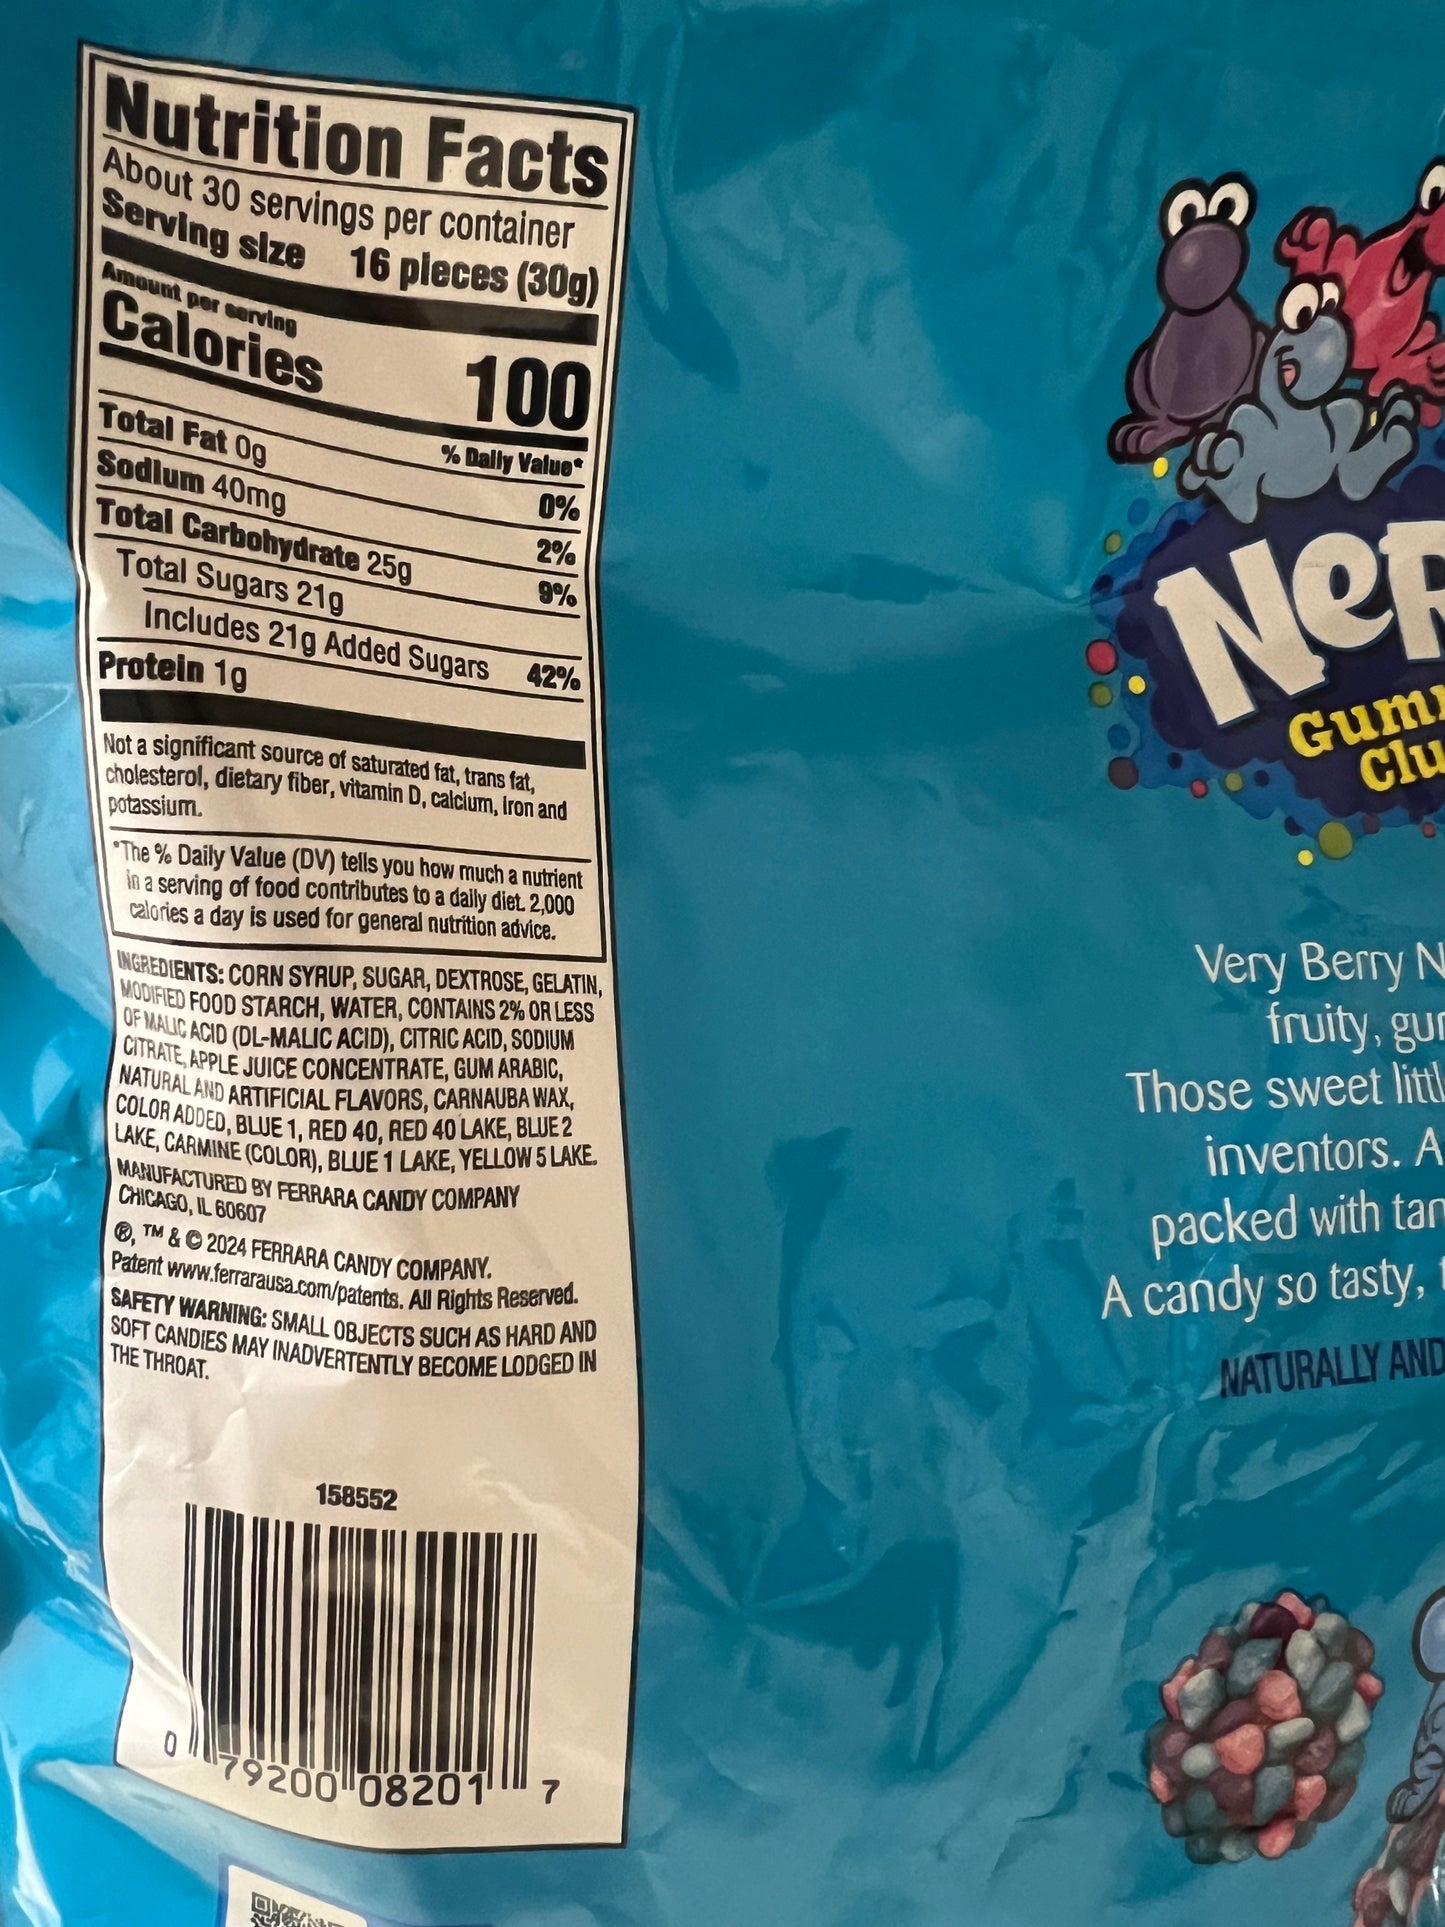 Nutrition Facts
About 30 servings per container
Serving size 16 pieces (30g)
Amount per serving
Calories 100
% Daily Value*
Total Fat 0g 0%
Sodium 40mg 2%
Total Carbohydrate 25g 9%
Total Sugars 21g
Includes 21g Added Sugars 42%
Protein 1g
Not a significant source of saturated fat, trans fat,
cholesterol, dietary fiber, vitamin D, calcium, iron and
potassium.
*The % Daily Value (DV) tells you how much a nutrient
in a serving of food contributes to a daily diet. 2,000
calories a day is used for general nutrition advice.
INGREDIENTS: CORN SYRUP, SUGAR, DEXTROSE, GELATIN,
MODIFIED FOOD STARCH, WATER, CONTAINS 2% OR LESS
OF MALIC ACID (DL-MALIC ACID), CITRIC ACID, SODIUM
CITRATE, APPLE JUICE CONCENTRATE, GUM ARABIC,
NATURAL AND ARTIFICIAL FLAVORS, CARNAUBA WAX,
COLOR ADDED, BLUE 1, RED 40, RED 40 LAKE, BLUE 2
LAKE, CARMINE (COLOR), BLUE 1 LAKE, YELLOW 5 LAKE.
MANUFACTURED BY FERRARA CANDY COMPANY
CHICAGO, IL 60607
®, ™ & © 2024 FERRARA CANDY COMPANY.
Patent www.ferrarausa.com/patents. All Rights Reserved.
SAFETY WARNING: SMALL OBJECTS SUCH AS HARD AND
SOFT CANDIES MAY INADVERTENTLY BECOME LODGED IN
THE THROAT.
158552
0 79200 08201 7
Very Berry
fruity,
Those sweet
inventors. A
packed with
A candy so tasty,
NATURALLY AND